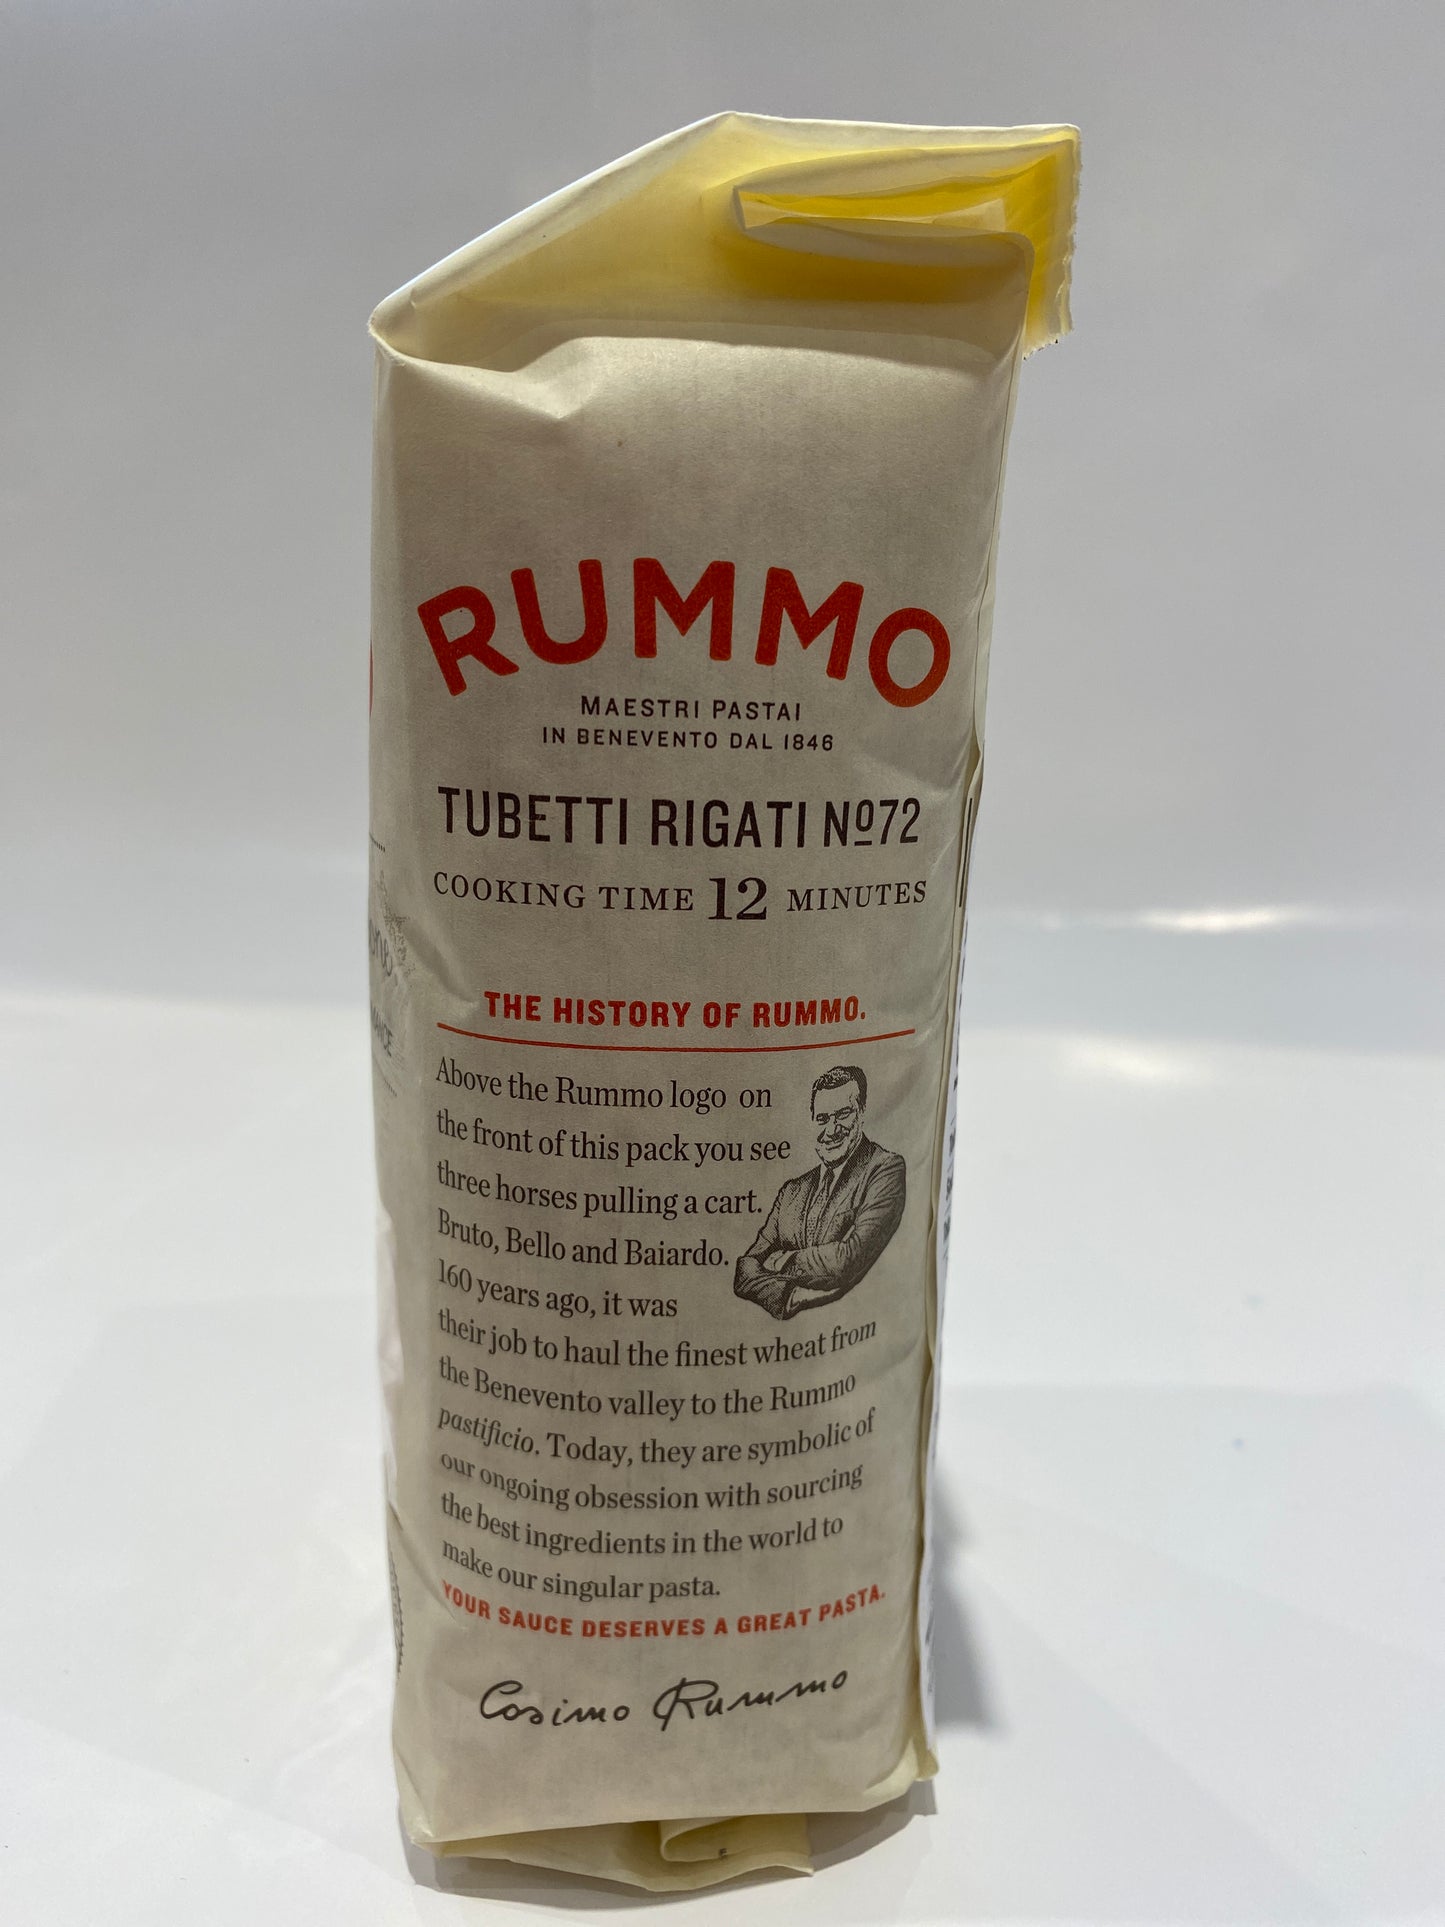 RUMMO
MAESTRI PASTAI
IN BENEVENTO DAL 1846
TUBETTI RIGATI Nº72
COOKING TIME 12 MINUTES
THE HISTORY OF RUMMO.
Above the Rummo logo on
the front of this pack you see
three horses pulling a cart.
Bruto, Bello and Baiardo.
160 years ago, it was
their job to haul the finest wheat from
the Benevento valley to the Rummo
pastificio. Today, they are symbolic of
our ongoing obsession with sourcing
the best ingredients in the world to
make our singular pasta.
YOUR SAUCE DESERVES A GREAT PASTA.
Cosimo Rummo